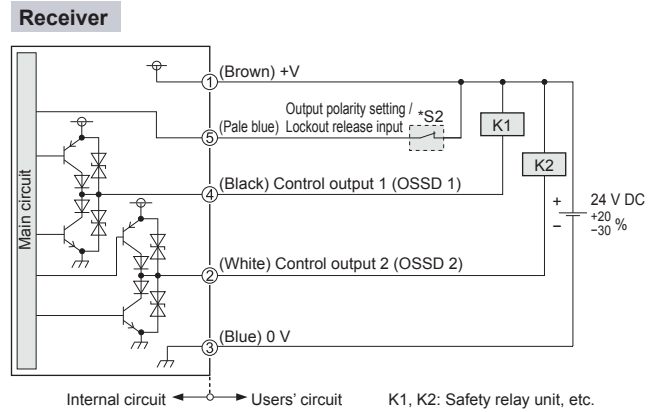 Receiver
Main circuit
① (Brown) +V
Output polarity setting / *S2
⑤ (Pale blue) Lockout release input
K1
K2
④ (Black) Control output 1 (OSSD 1)
+ 24 V DC
− +20 −30 %
② (White) Control output 2 (OSSD 2)
③ (Blue) 0 V
Internal circuit Users' circuit K1, K2: Safety relay unit, etc.